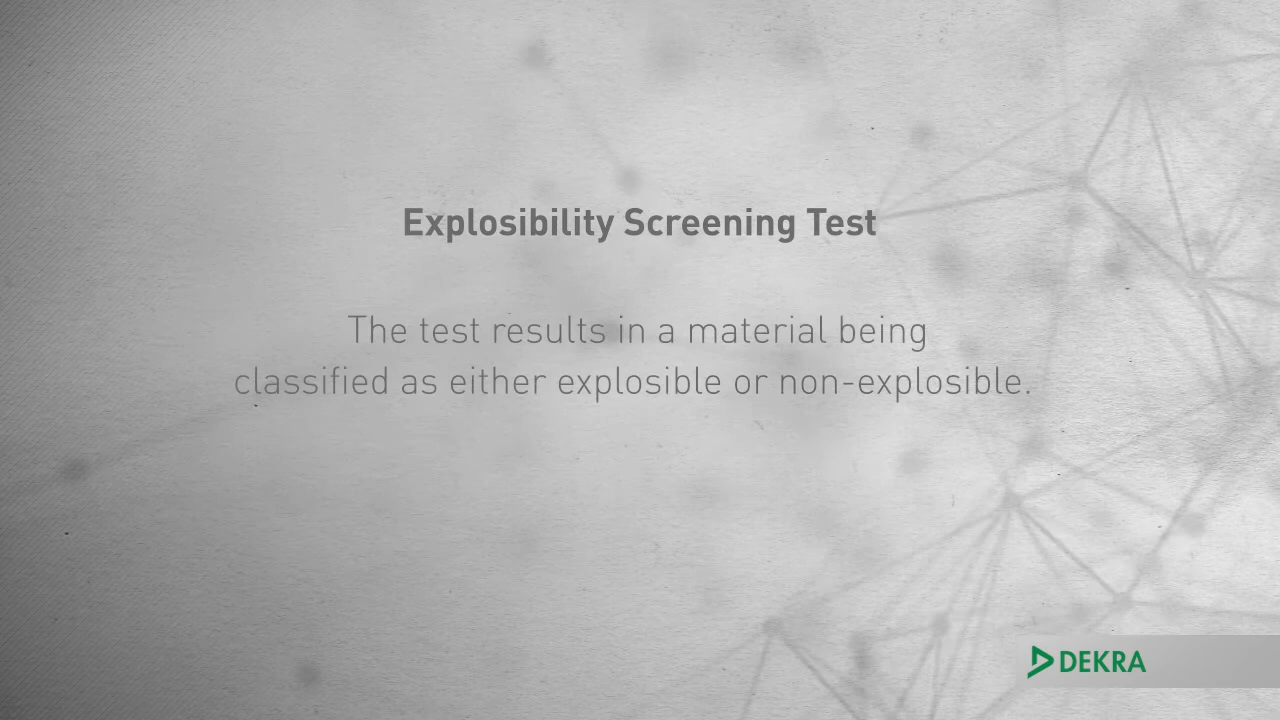 Explosibility Screening Test
The test results in a material being
classified as either explosible or non-explosible.
DEKRA